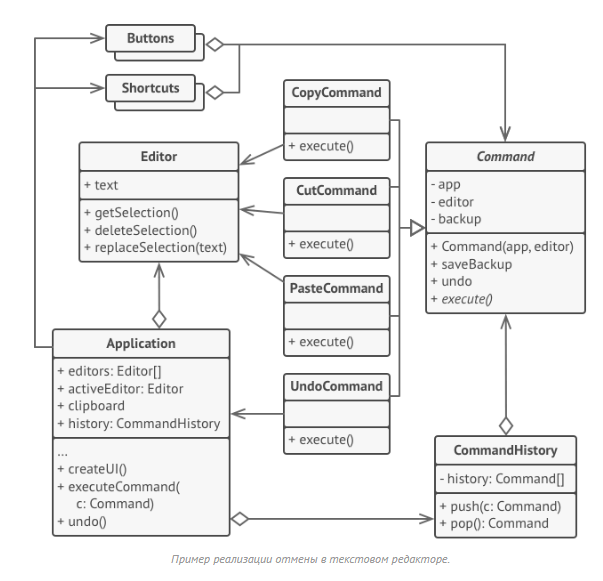 Buttons
Shortcuts
Editor
+ text
+ getSelection()
+ deleteSelection()
+ replaceSelection(text)
CopyCommand
+ execute()
CutCommand
+ execute()
PasteCommand
+ execute()
UndoCommand
+ execute()
Command
- app
- editor
- backup
+ Command(app, editor)
+ saveBackup
+ undo
+ execute()
Application
+ editors: Editor[]
+ activeEditor: Editor
+ clipboard
+ history: CommandHistory
...
+ createUI()
+ executeCommand(
c: Command)
+ undo()
CommandHistory
- history: Command[]
+ push(c: Command)
+ pop(): Command
Пример реализации отмены в текстовом редакторе.